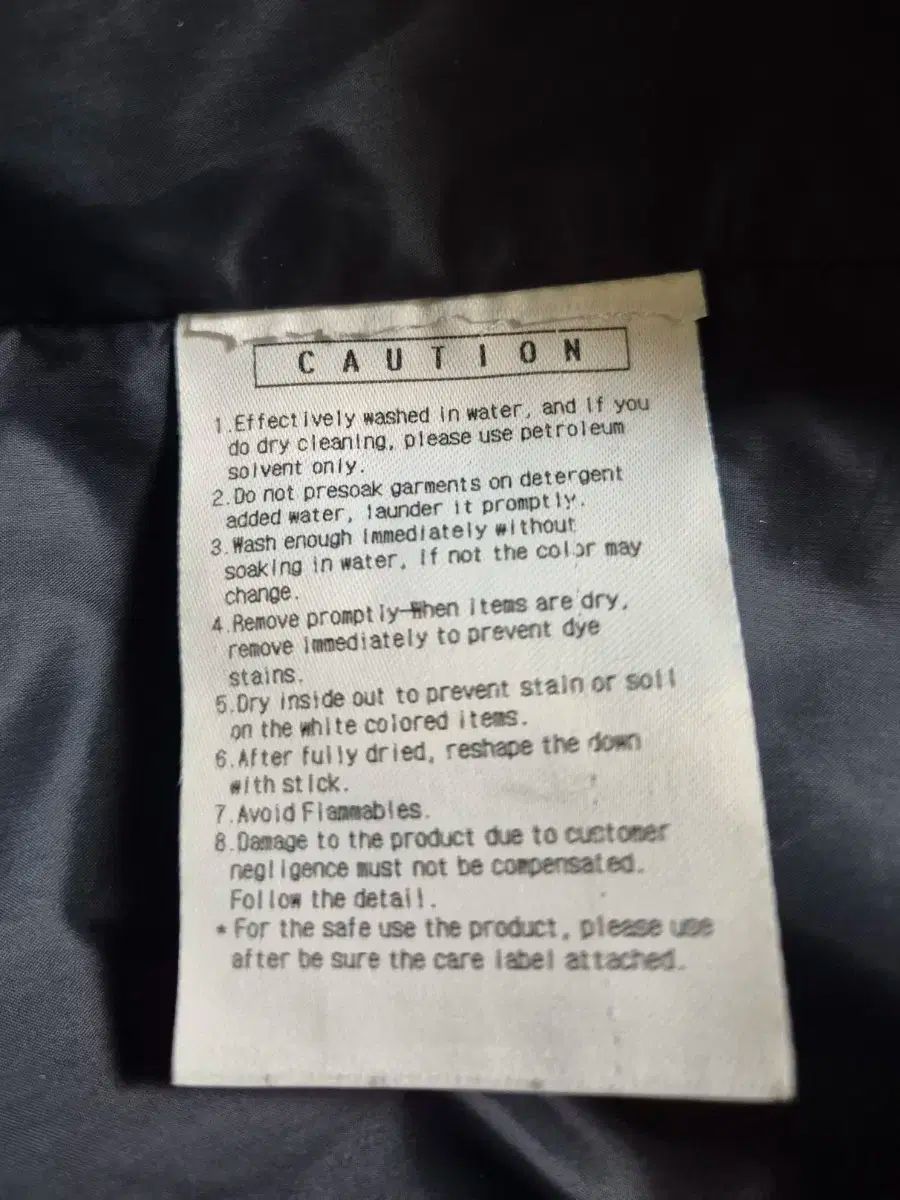 CAUTION
1.Effectively washed in water, and if you
do dry cleaning, please use petroleum
solvent only.
2.Do not presoak garments on detergent
added water, launder it promptly.
3.Wash enough immediately without
soaking in water, if not the color may
change.
4.Remove promptly-When items are dry,
remove immediately to prevent dye
stains.
5.Dry inside out to prevent stain or soil
on the white colored items.
6.After fully dried, reshape the down
with stick.
7.Avoid Flammables.
8.Damage to the product due to customer
negligence must not be compensated.
Follow the detail.
* For the safe use the product, please use
after be sure the care label attached.